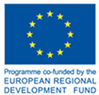 Programme co-funded by the
EUROPEAN REGIONAL
DEVELOPMENT FUND